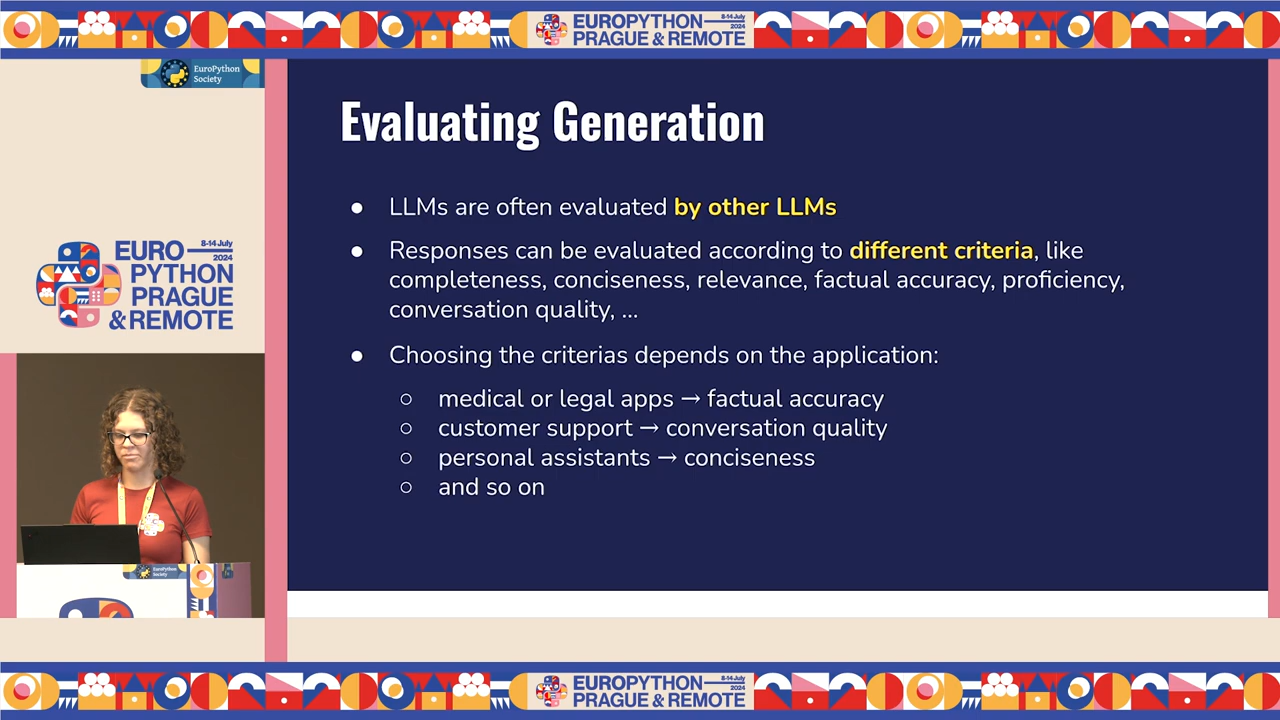 EUROPYTHON
8-14 July
2024
PRAGUE & REMOTE
EuroPython
Society
EURO
8-14 July
2024
PYTHON
PRAGUE
& REMOTE
Evaluating Generation
● LLMs are often evaluated by other LLMs
● Responses can be evaluated according to different criteria, like
completeness, conciseness, relevance, factual accuracy, proficiency,
conversation quality, ...
● Choosing the criterias depends on the application:
○ medical or legal apps → factual accuracy
○ customer support → conversation quality
○ personal assistants → conciseness
○ and so on
EuroPython
Society
EUROPYTHON
8-14 July
2024
PRAGUE & REMOTE